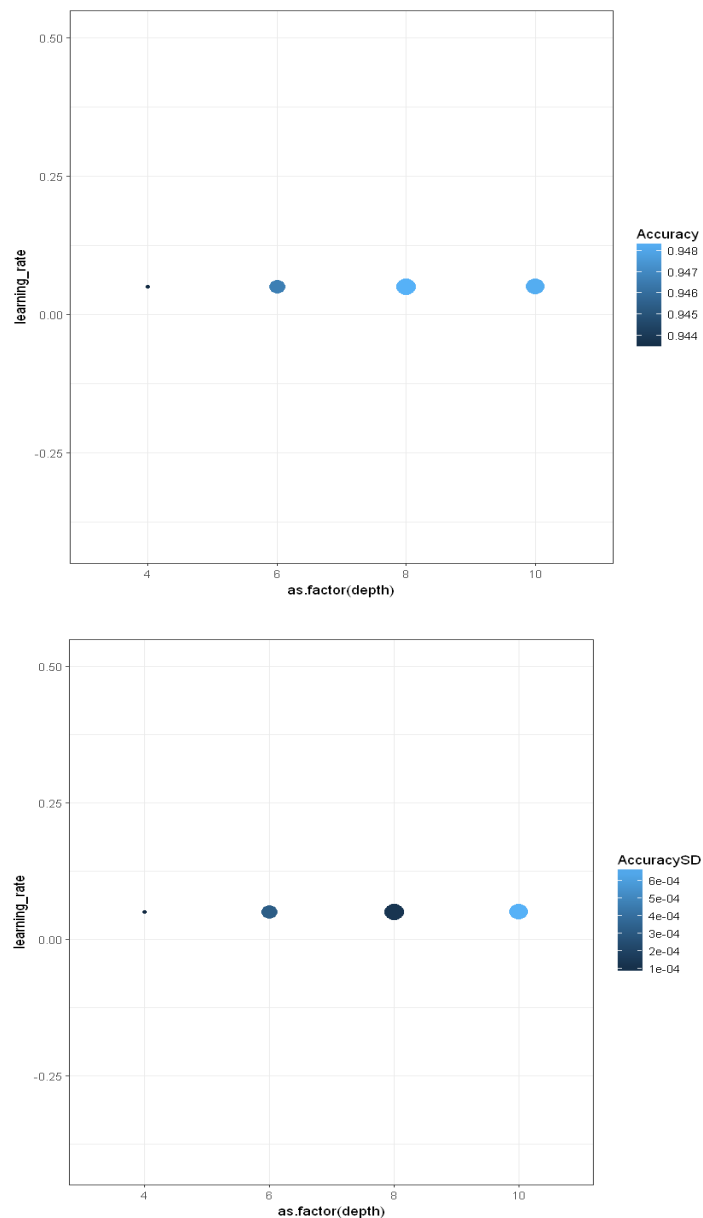 0.50
0.25
0.00
-0.25
learning_rate
4 6 8 10
as.factor(depth)
Accuracy
0.948
0.947
0.946
0.945
0.944
0.50
0.25
0.00
-0.25
learning_rate
4 6 8 10
as.factor(depth)
AccuracySD
6e-04
5e-04
4e-04
3e-04
2e-04
1e-04